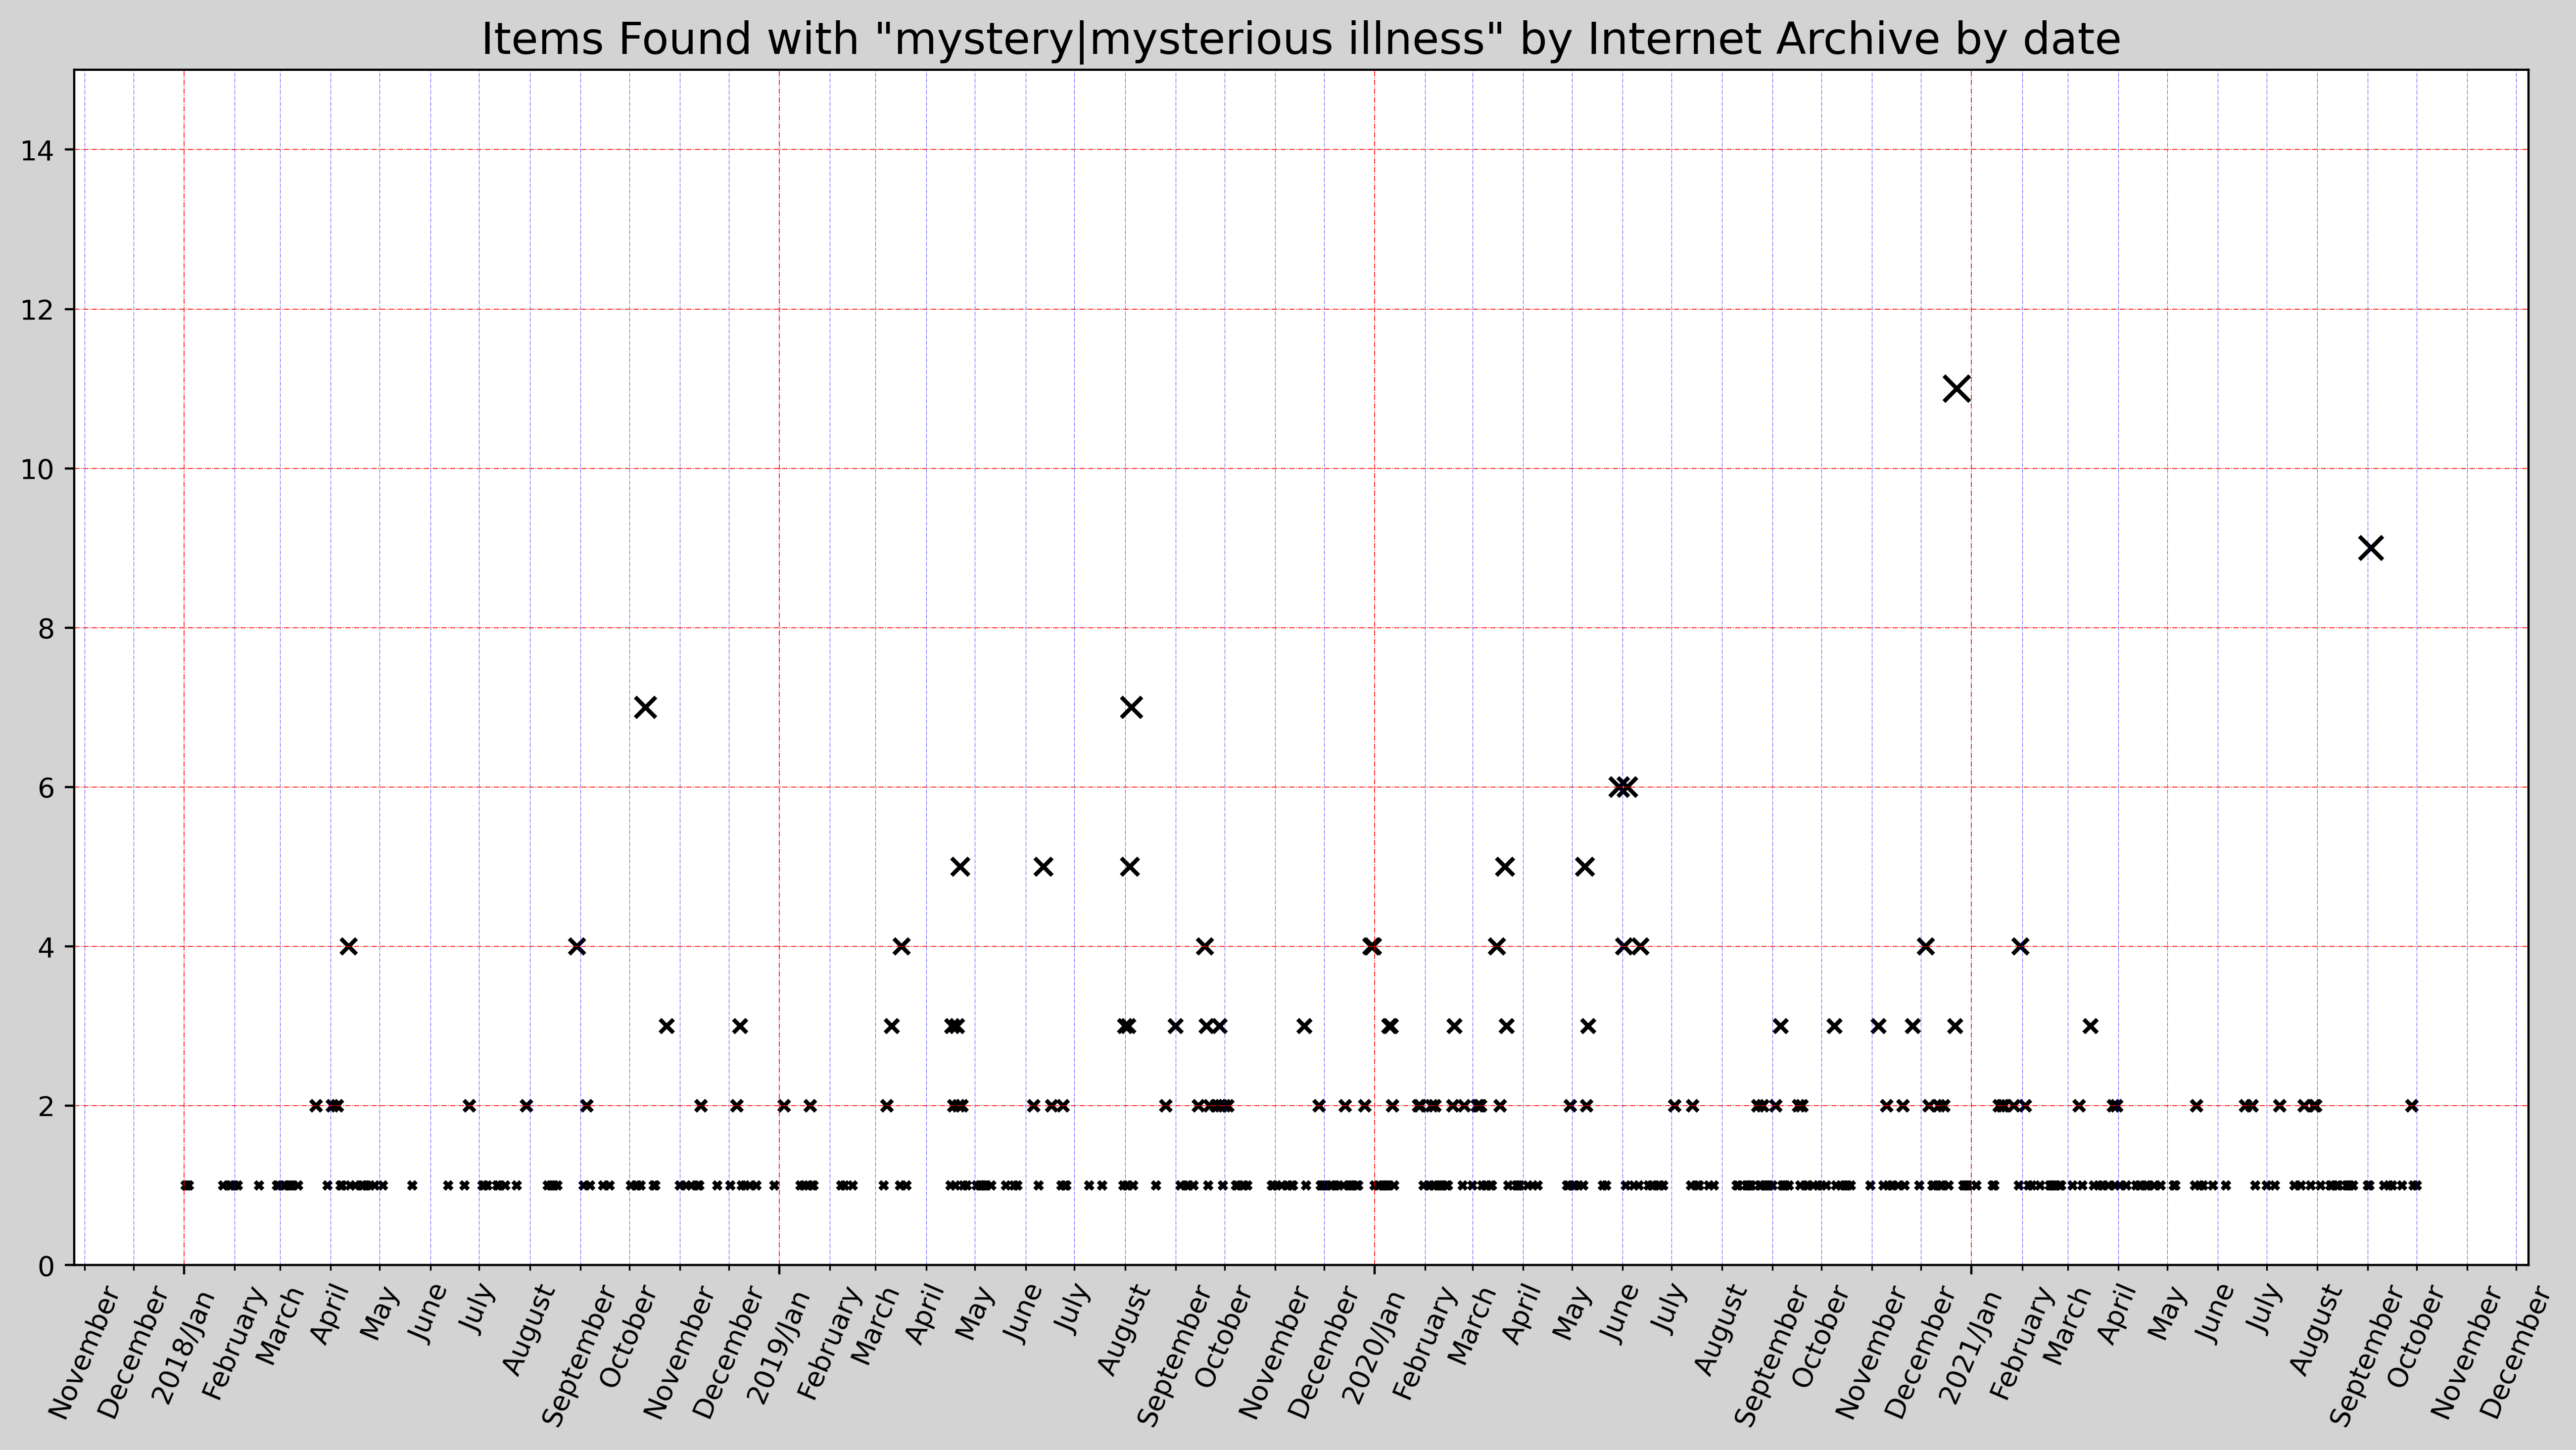 Items Found with "mystery|mysterious illness" by Internet Archive by date
14
12
10
8
6
4
2
0
November
December
2018/Jan
February
March
April
May
June
July
August
September
October
November
December
2019/Jan
February
March
April
May
June
July
August
September
October
November
December
2020/Jan
February
March
April
May
June
July
August
September
October
November
December
2021/Jan
February
March
April
May
June
July
August
September
October
November
December